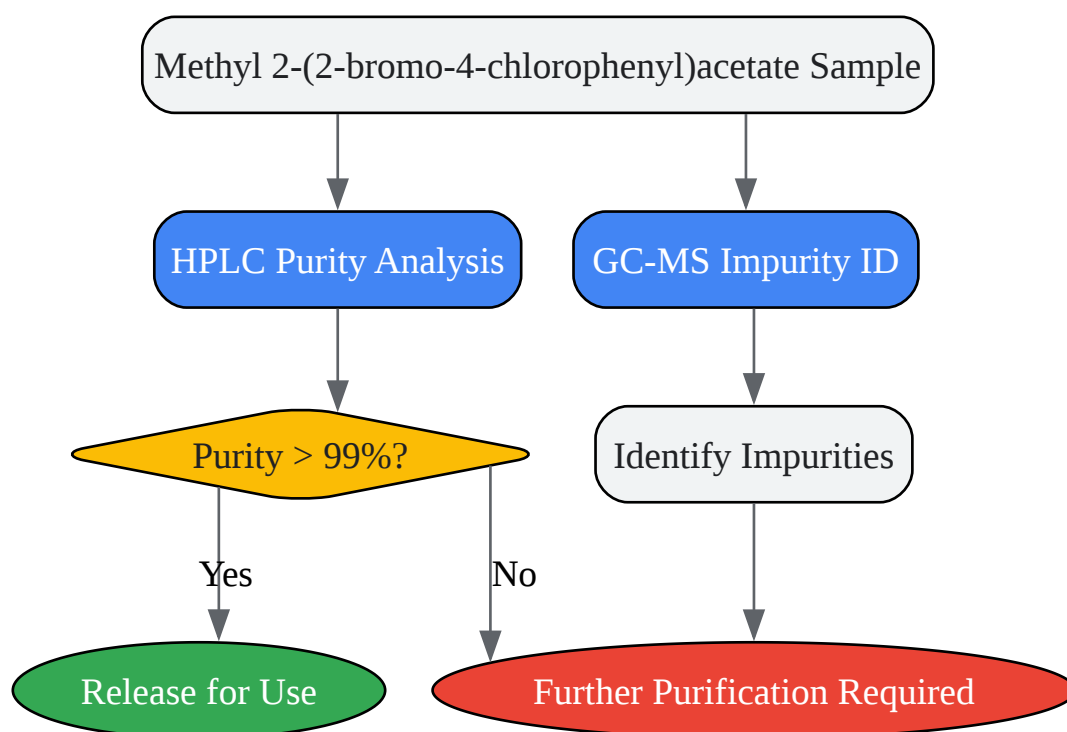 Methyl 2-(2-bromo-4-chlorophenyl)acetate Sample
HPLC Purity Analysis
GC-MS Impurity ID
Purity > 99%?
Identify Impurities
Yes
No
Release for Use
Further Purification Required